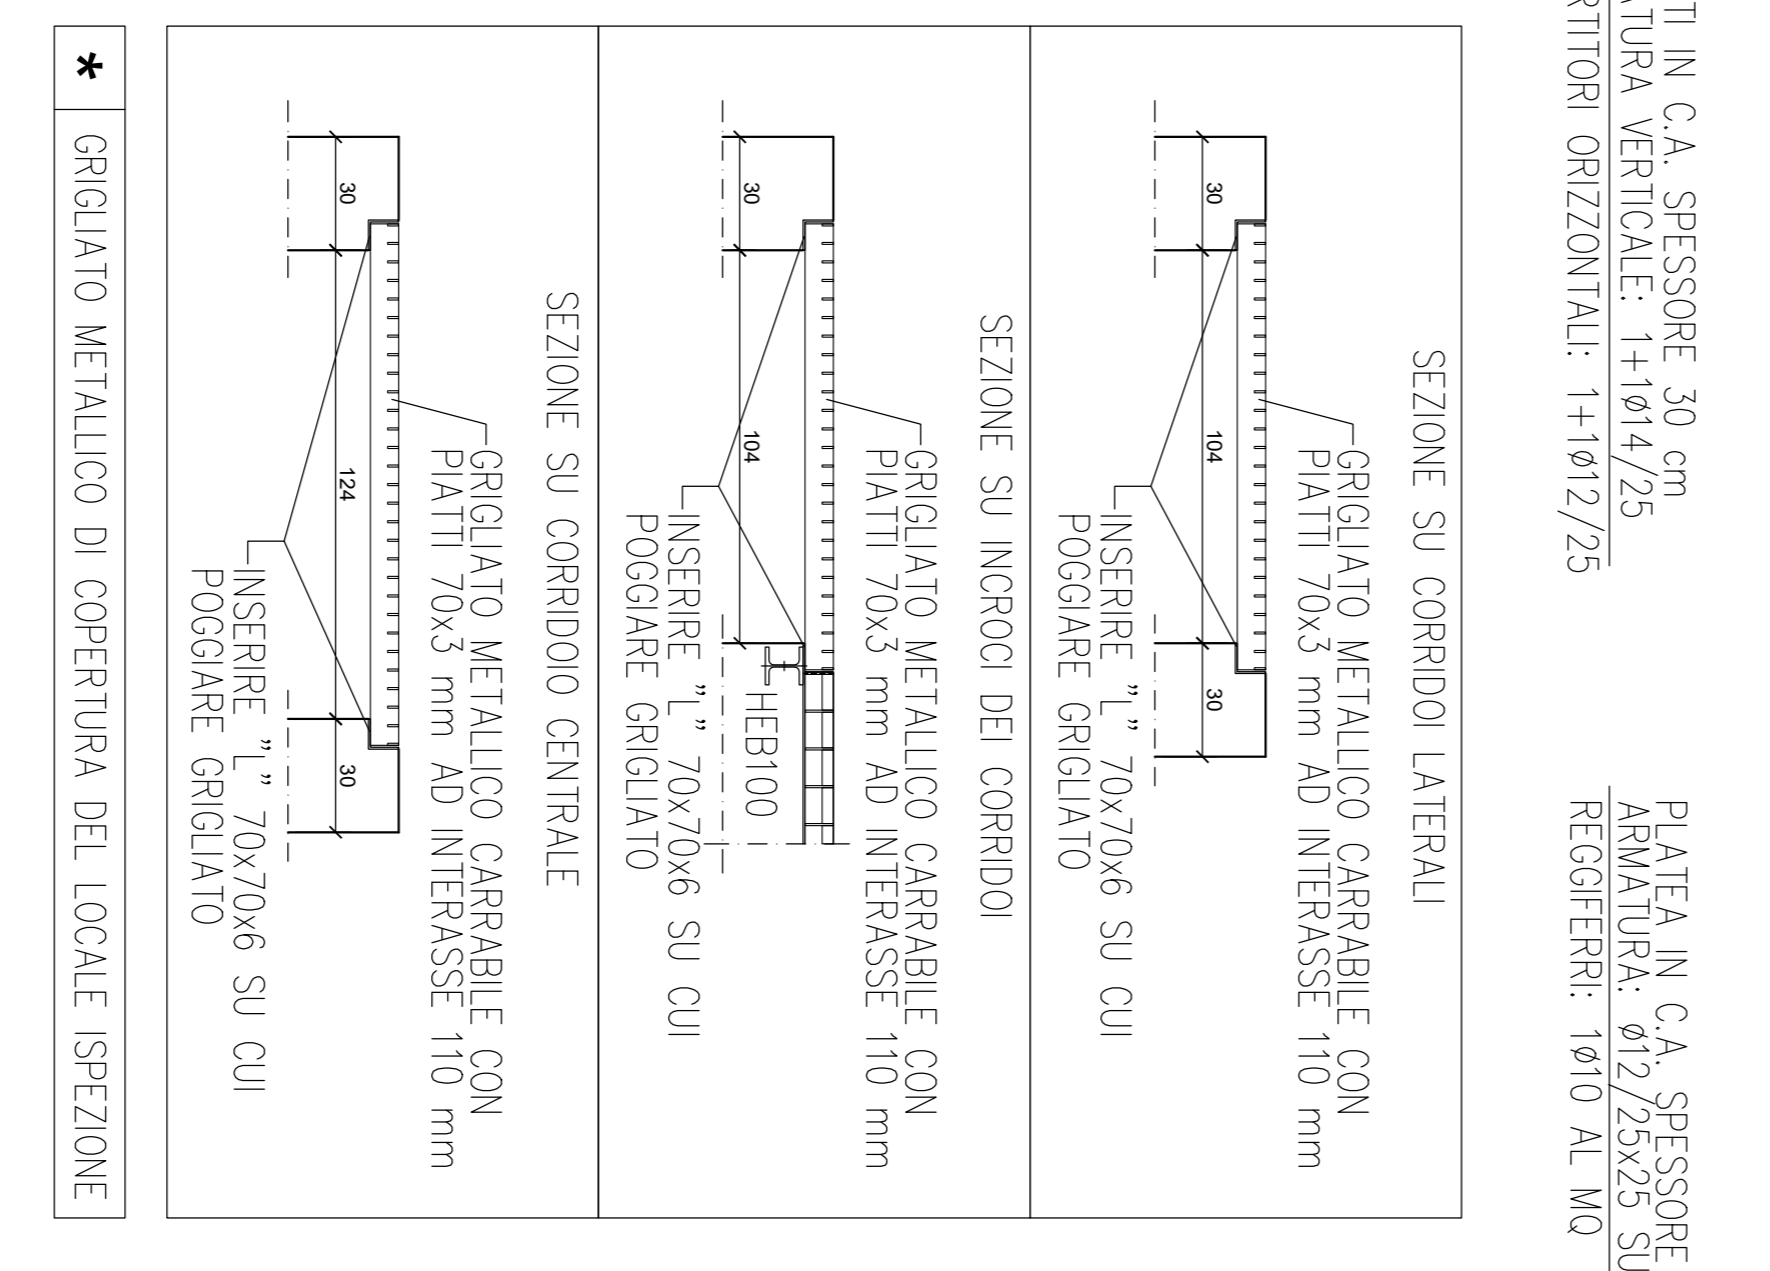 TI IN C.A. SPESSORE 30 cm
ATURA VERTICALE: 1+1ø14/25
RTITORI ORIZZONTALI: 1+1ø12/25
PLATEA IN C.A. SPESSORE
ARMATURA: ø12/25x25 SU
REGGIFERRI: 1ø10 AL MQ
SEZIONE SU CORRIDOI LATERALI
GRIGLIATO METALLICO CARRABILE CON
PIATTI 70x3 mm AD INTERASSE 110 mm
30
104
30
INSERIRE "L" 70x70x6 SU CUI
POGGIARE GRIGLIATO
SEZIONE SU INCROCI DEI CORRIDOI
GRIGLIATO METALLICO CARRABILE CON
PIATTI 70x3 mm AD INTERASSE 110 mm
30
104
HEB100
INSERIRE "L" 70x70x6 SU CUI
POGGIARE GRIGLIATO
SEZIONE SU CORRIDOIO CENTRALE
GRIGLIATO METALLICO CARRABILE CON
PIATTI 70x3 mm AD INTERASSE 110 mm
30
124
30
INSERIRE "L" 70x70x6 SU CUI
POGGIARE GRIGLIATO
* GRIGLIATO METALLICO DI COPERTURA DEL LOCALE ISPEZIONE